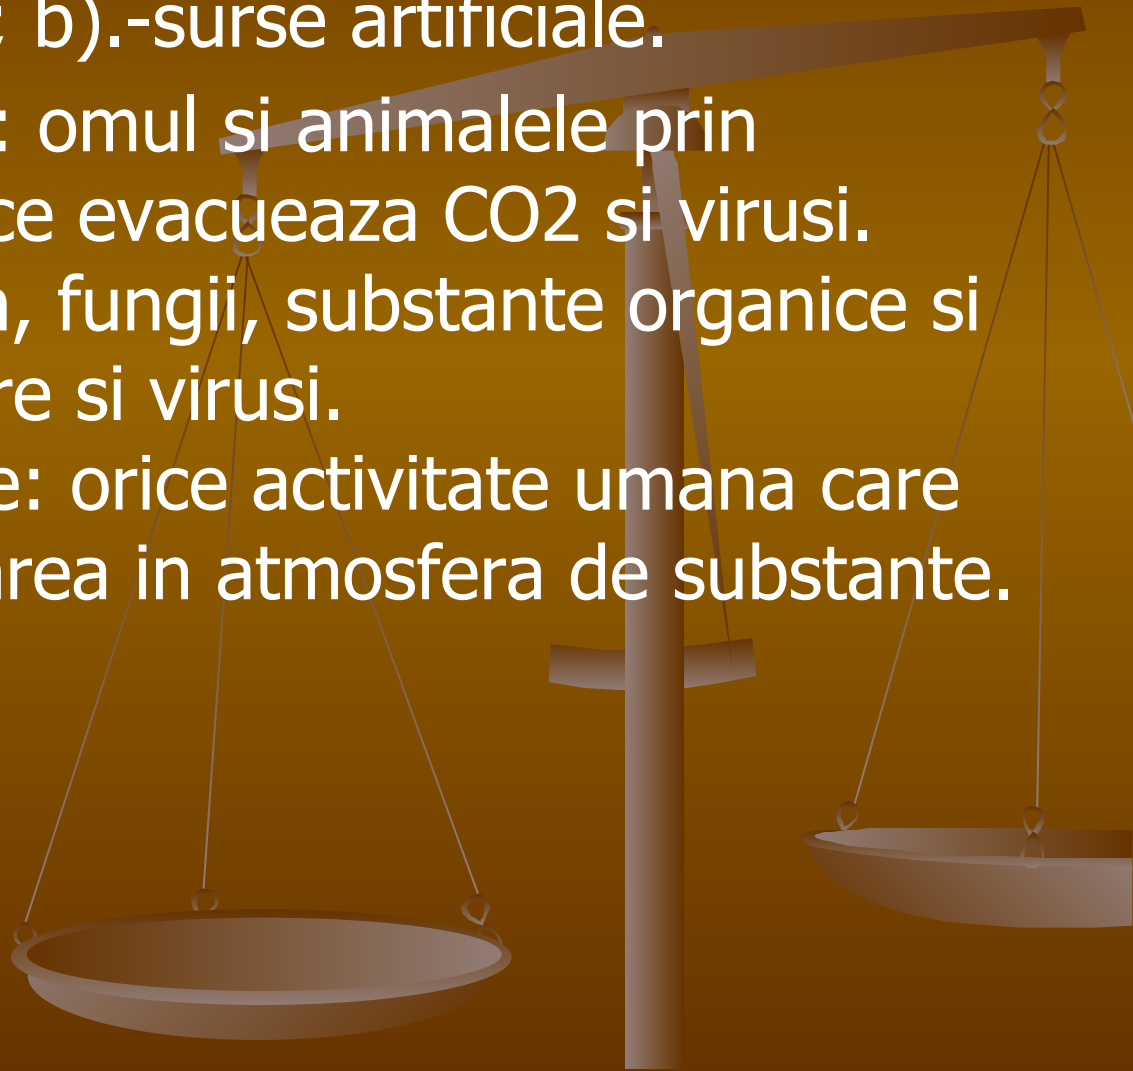 b).-surse artificiale.
: omul si animalele prin
ce evacueaza CO2 si virusi.
, fungii, substante organice si
re si virusi.
e: orice activitate umana care
area in atmosfera de substante.